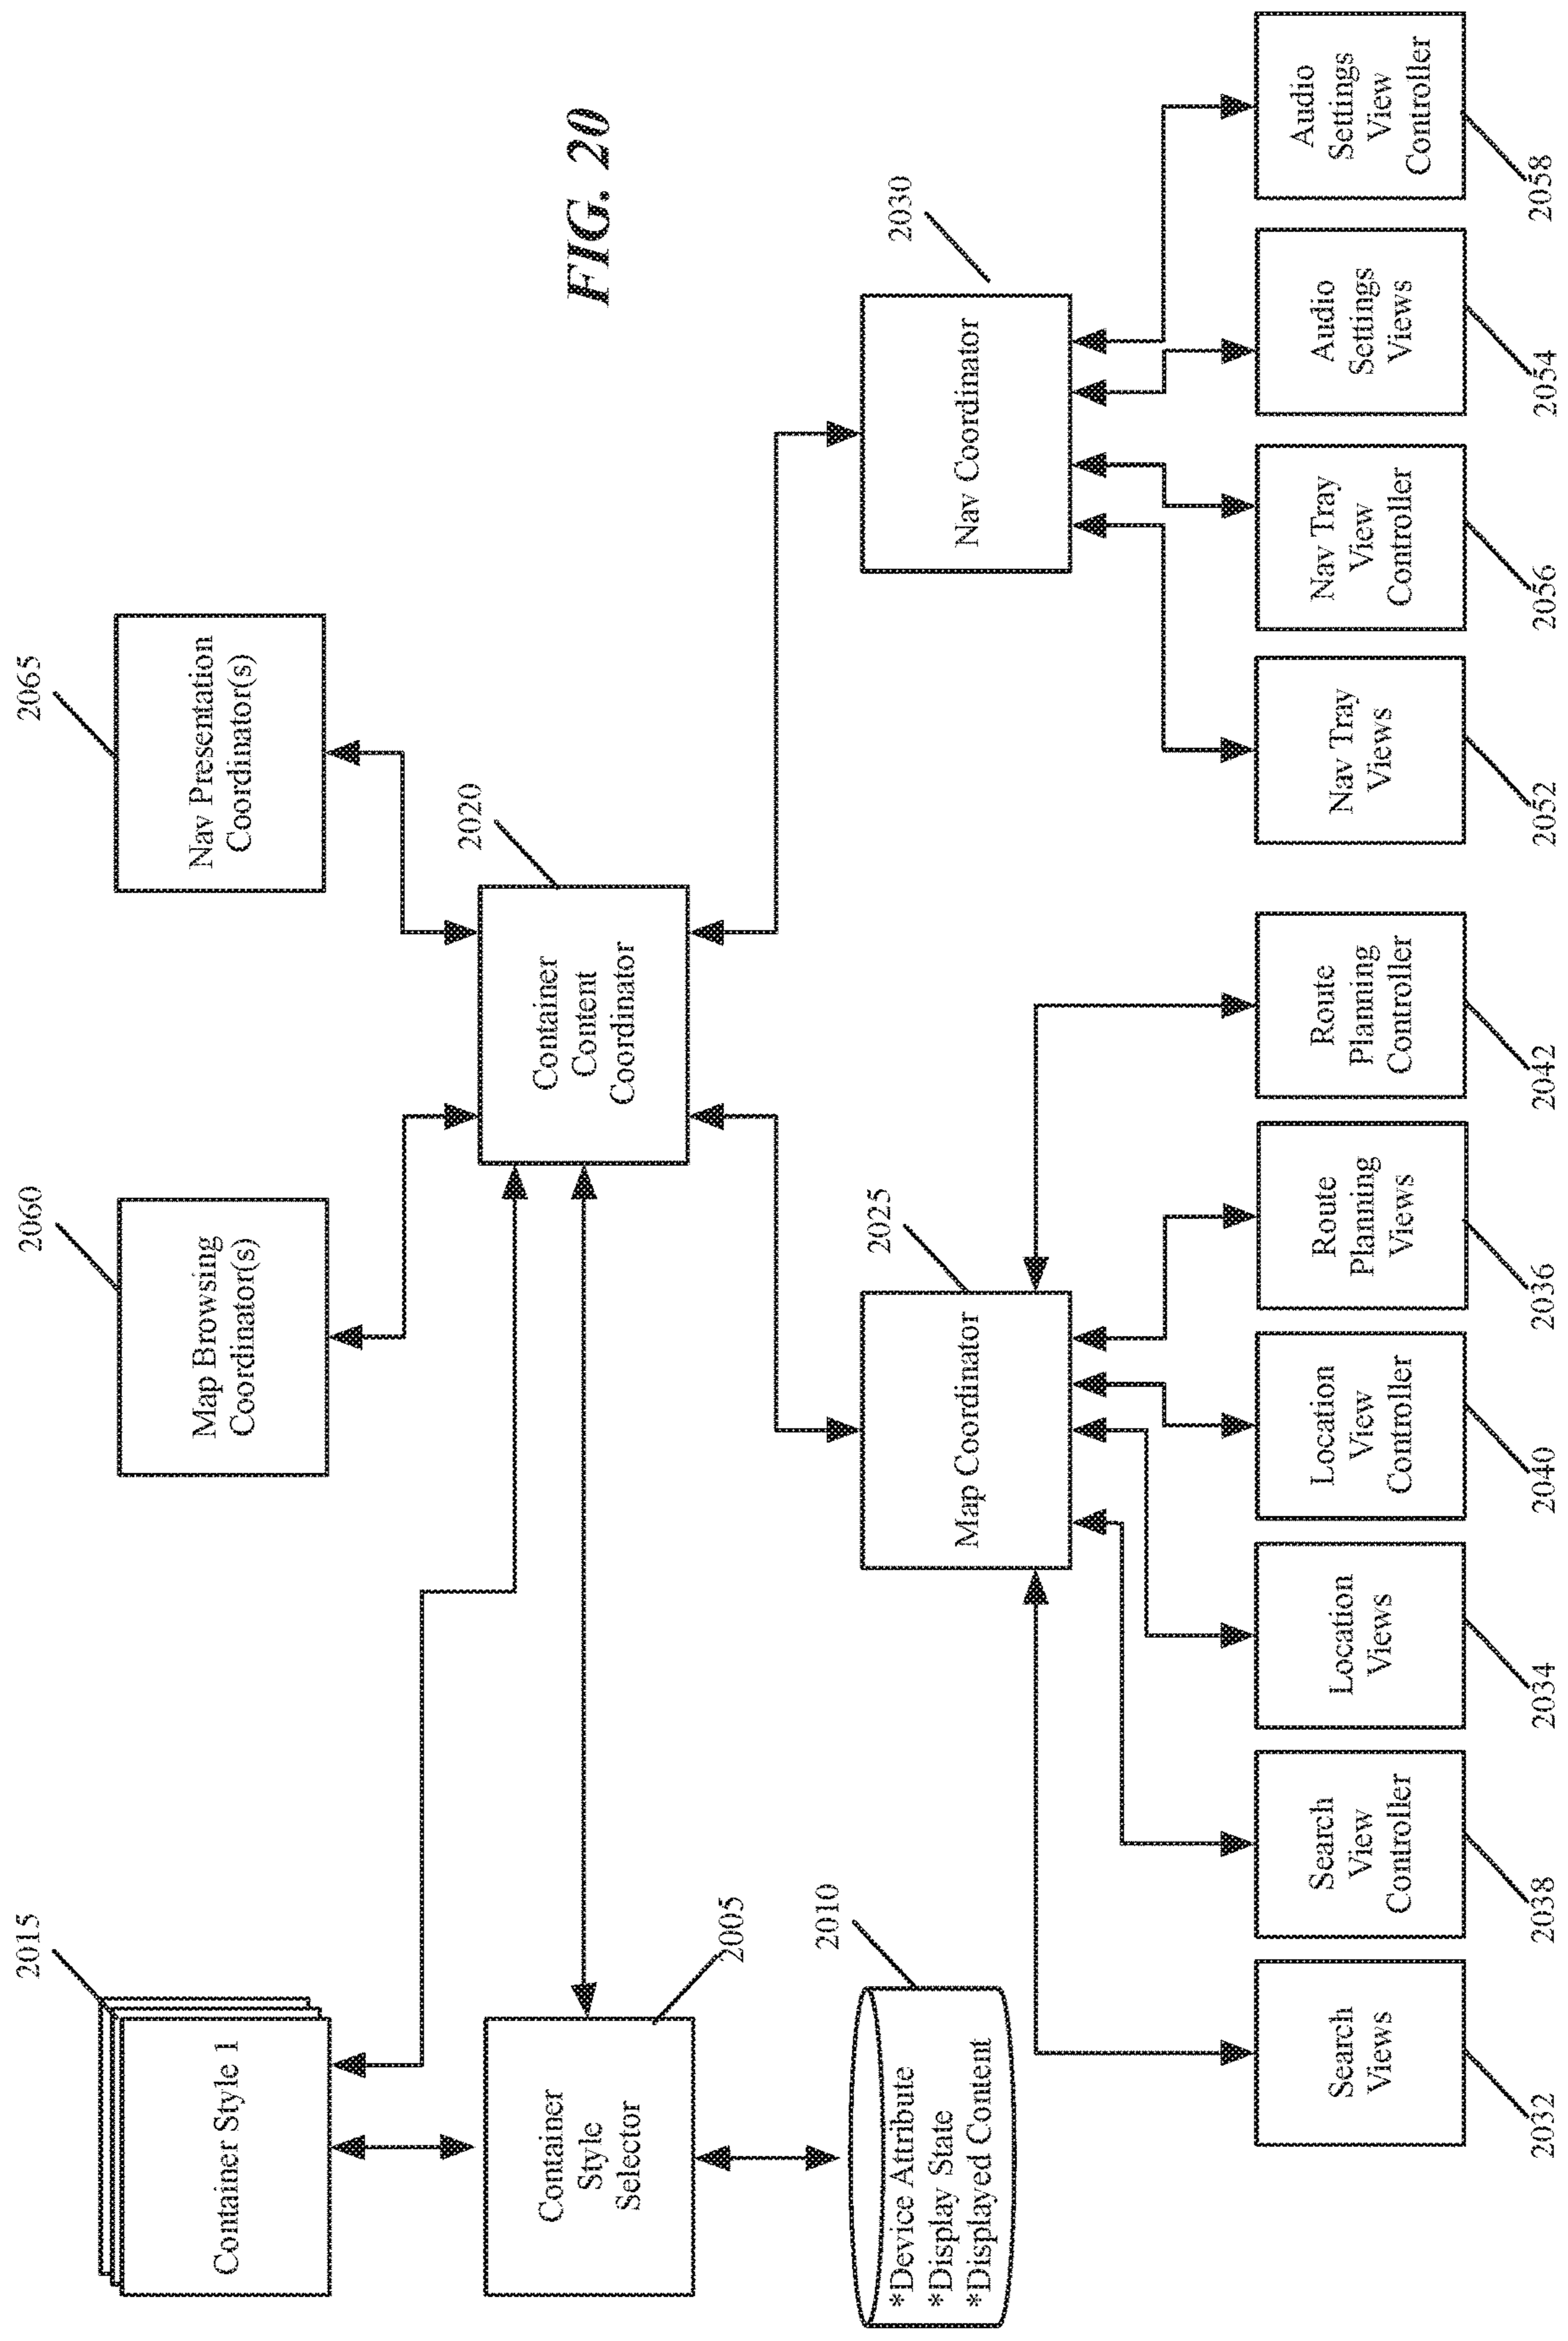 2015
Container Style 1
2060
Map Browsing
Coordinator(s)
2065
Nav Presentation
Coordinator(s)
FIG. 20
Container
Style
Selector
2005
Container
Content
Coordinator
2020
*Device Attribute
*Display State
*Displayed Content
2010
Map Coordinator
2025
Nav Coordinator
2030
Search
Views
2032
Search
View
Controller
2038
Location
Views
2034
Location
View
Controller
2040
Route
Planning
Views
2036
Route
Planning
Controller
2042
Nav Tray
Views
2052
Nav Tray
View
Controller
2056
Audio
Settings
Views
2054
Audio
Settings
View
Controller
2058